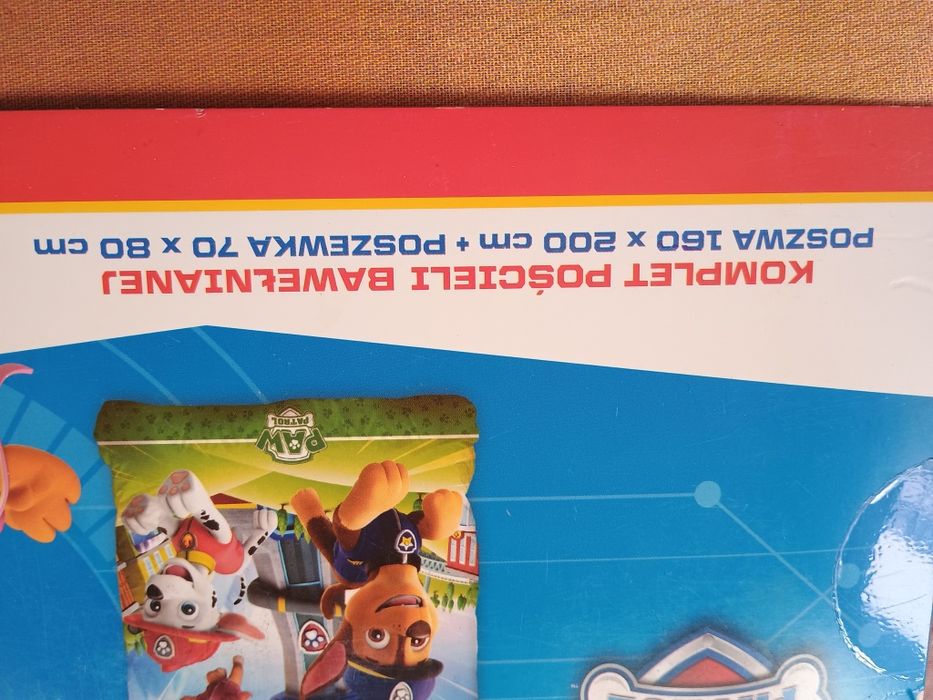 KOMPLET POŚCIELI BAWEŁNIANEJ
POSZWA 160 x 200 cm + POSZEWKA 70 x 80 cm
PAW
PATROL